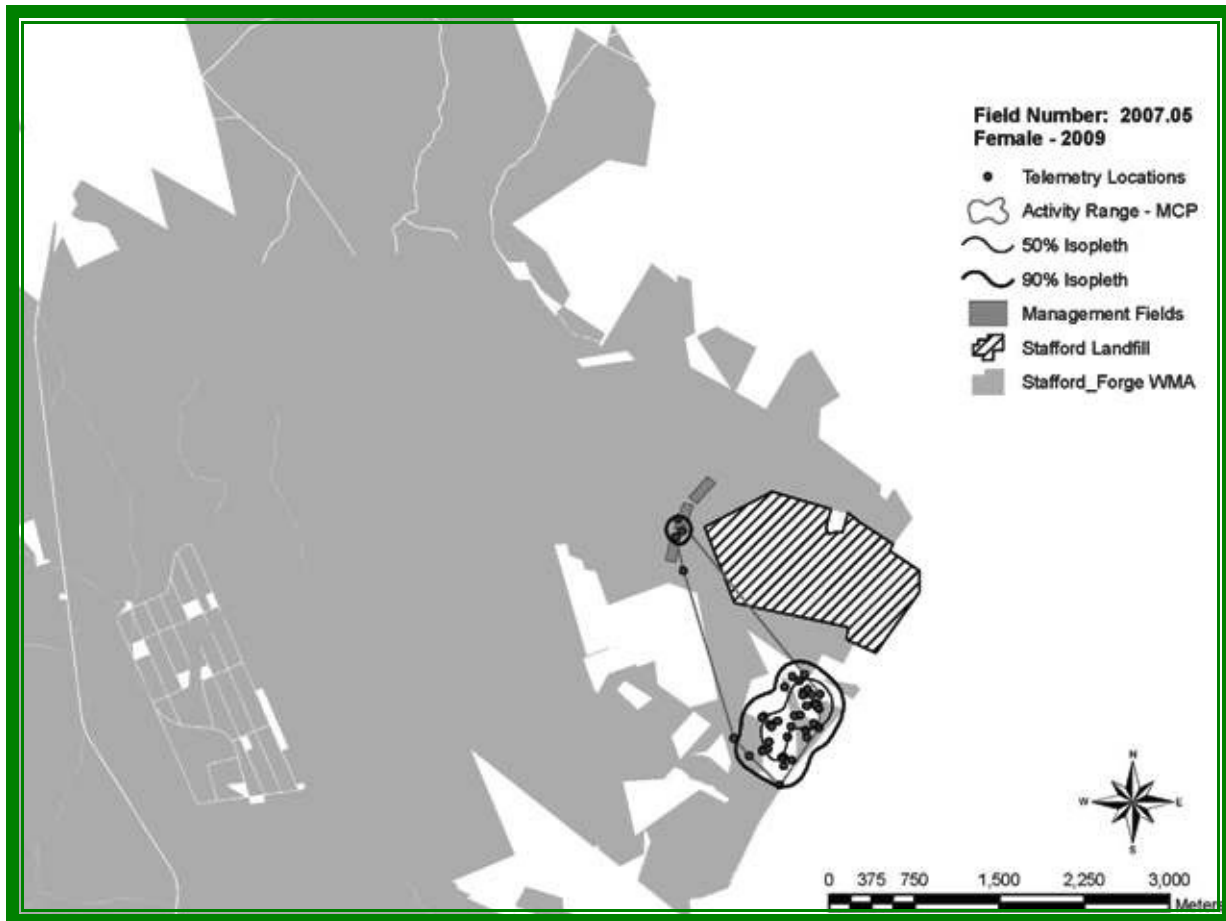 Field Number: 2007.05
Female - 2009
Telemetry Locations
Activity Range - MCP
50% Isopleth
90% Isopleth
Management Fields
Stafford Landfill
Stafford_Forge WMA
N
W E
S
0 375 750 1,500 2,250 3,000
Meters